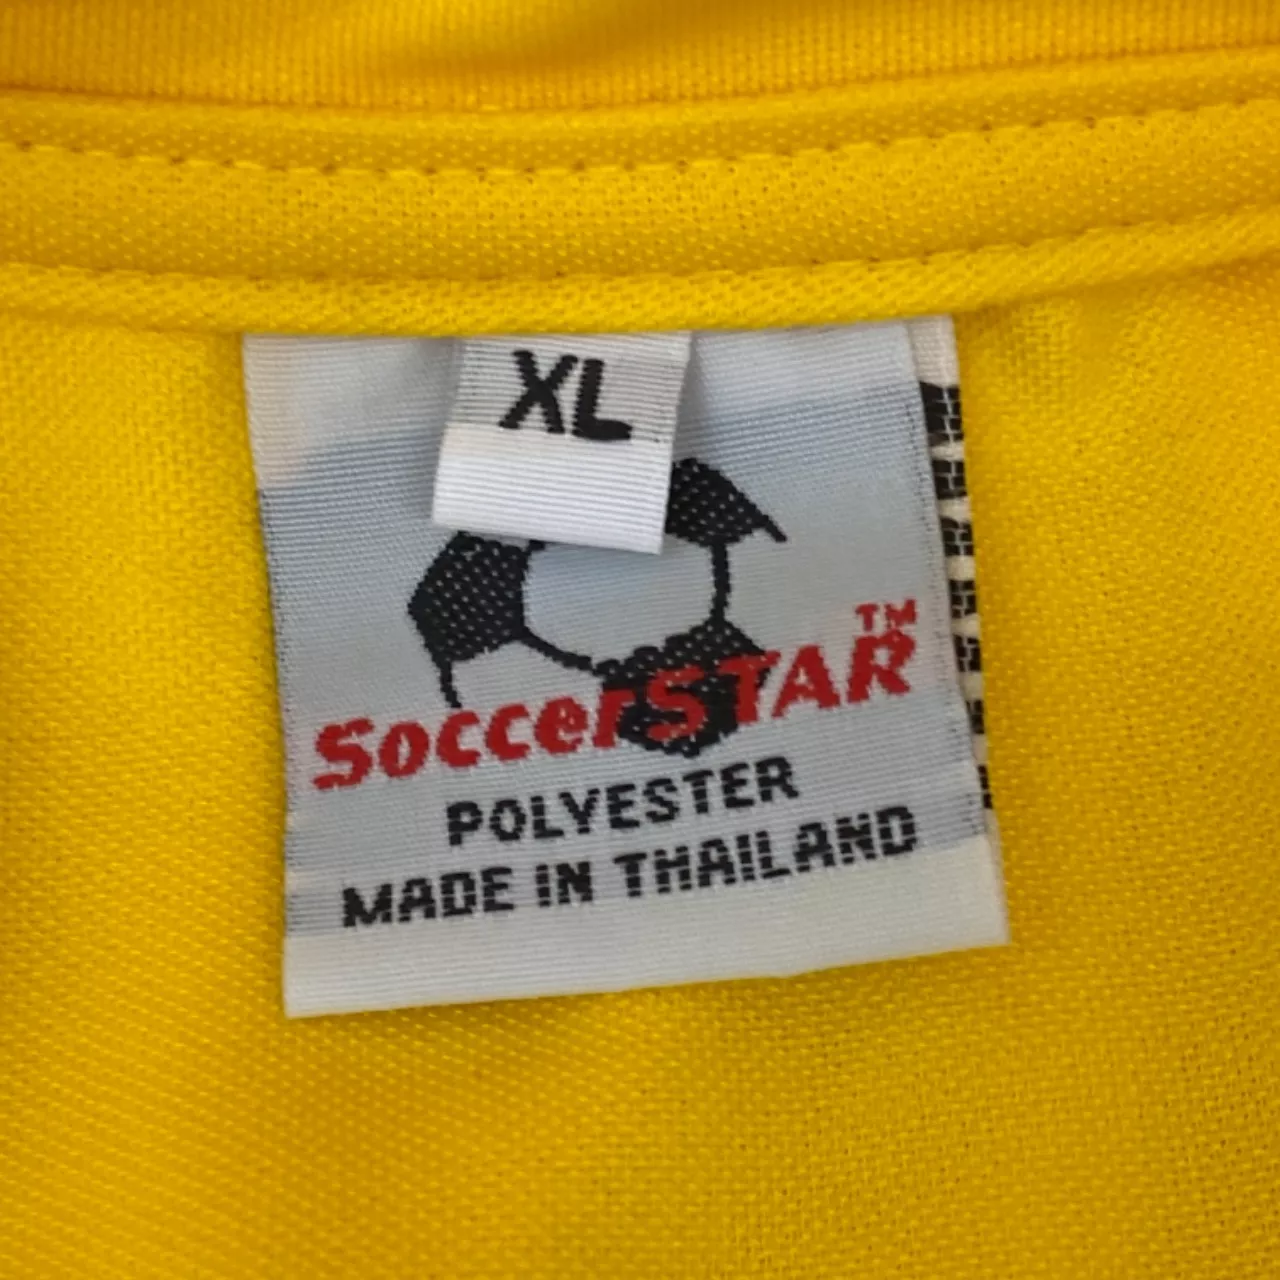 XL
SoccerSTAR™
POLYESTER
MADE IN THAILAND